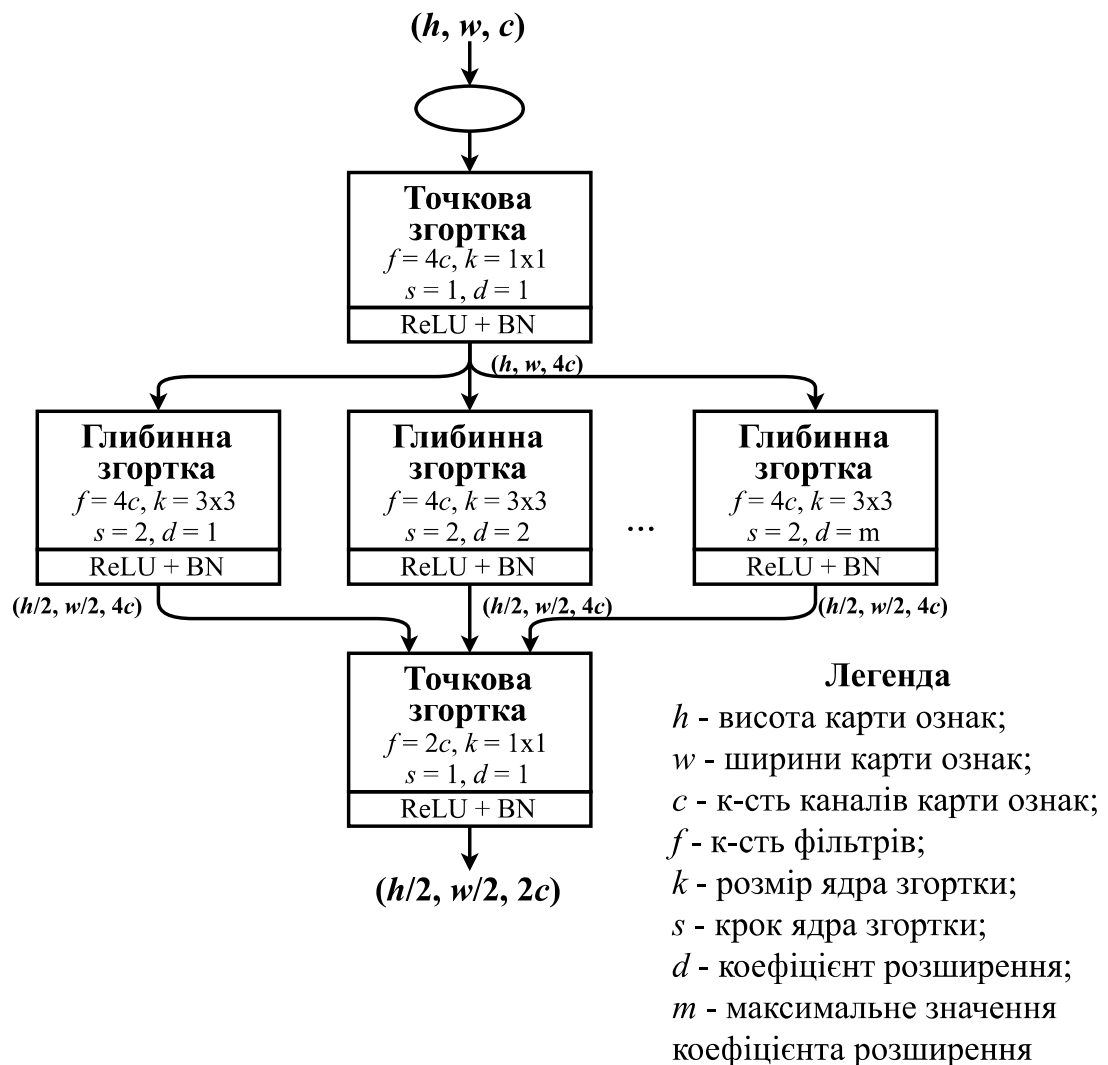 (h, w, c)
Точкова
згортка
f = 4c, k = 1x1
s = 1, d = 1
ReLU + BN
(h, w, 4c)
Глибинна
згортка
f = 4c, k = 3x3
s = 2, d = 1
ReLU + BN
(h/2, w/2, 4c)
Глибинна
згортка
f = 4c, k = 3x3
s = 2, d = 2
ReLU + BN
(h/2, w/2, 4c)
...
Глибинна
згортка
f = 4c, k = 3x3
s = 2, d = m
ReLU + BN
(h/2, w/2, 4c)
Точкова
згортка
f = 2c, k = 1x1
s = 1, d = 1
ReLU + BN
(h/2, w/2, 2c)
Легенда
h - висота карти ознак;
w - ширини карти ознак;
c - к-сть каналів карти ознак;
f - к-сть фільтрів;
k - розмір ядра згортки;
s - крок ядра згортки;
d - коефіцієнт розширення;
m - максимальне значення
коефіцієнта розширення